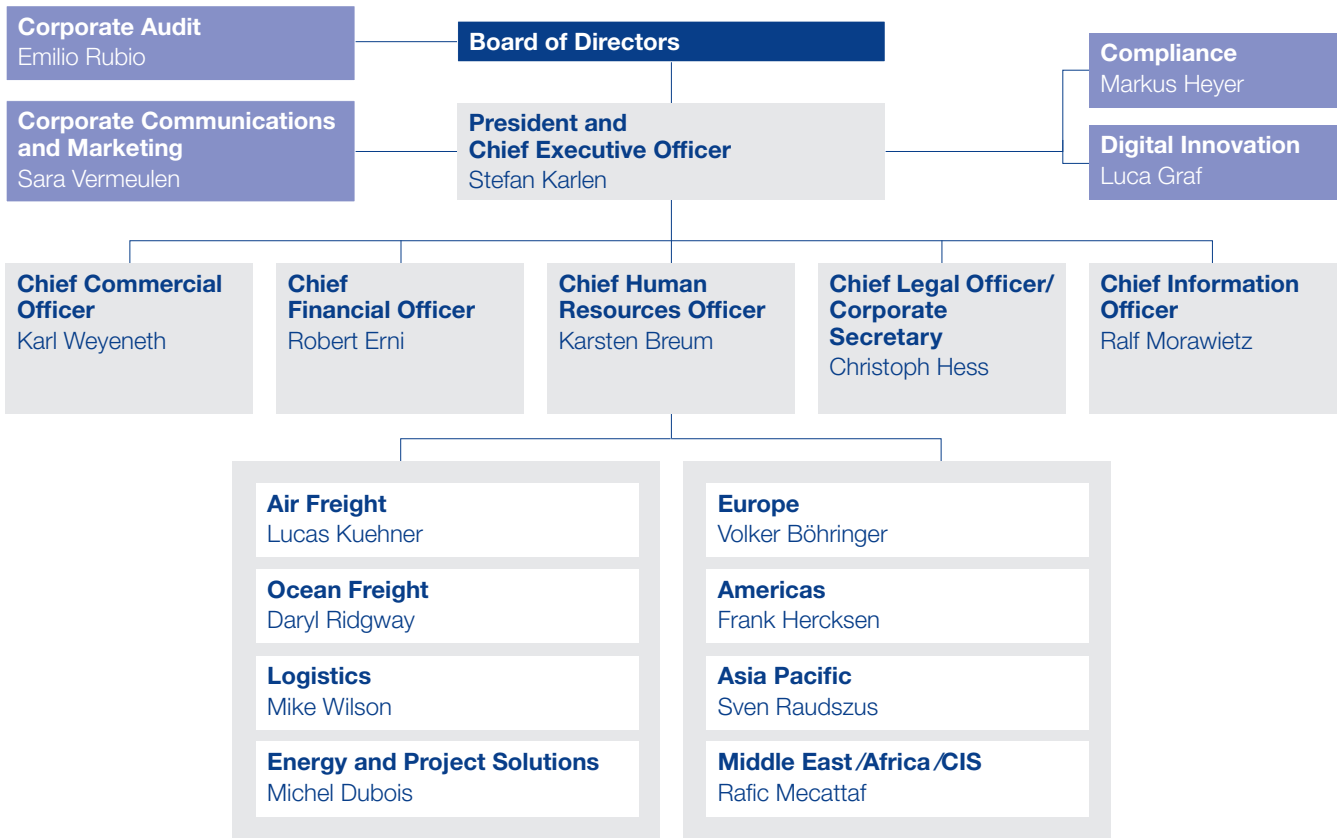 Corporate Audit
Emilio Rubio
Board of Directors
Compliance
Markus Heyer
Corporate Communications
and Marketing
Sara Vermeulen
President and
Chief Executive Officer
Stefan Karlen
Digital Innovation
Luca Graf
Chief Commercial
Officer
Karl Weyeneth
Chief
Financial Officer
Robert Erni
Chief Human
Resources Officer
Karsten Breum
Chief Legal Officer/
Corporate
Secretary
Christoph Hess
Chief Information
Officer
Ralf Morawietz
Air Freight
Lucas Kuehner
Ocean Freight
Daryl Ridgway
Logistics
Mike Wilson
Energy and Project Solutions
Michel Dubois
Europe
Volker Böhringer
Americas
Frank Hercksen
Asia Pacific
Sven Raudszus
Middle East/Africa/CIS
Rafic Mecattaf